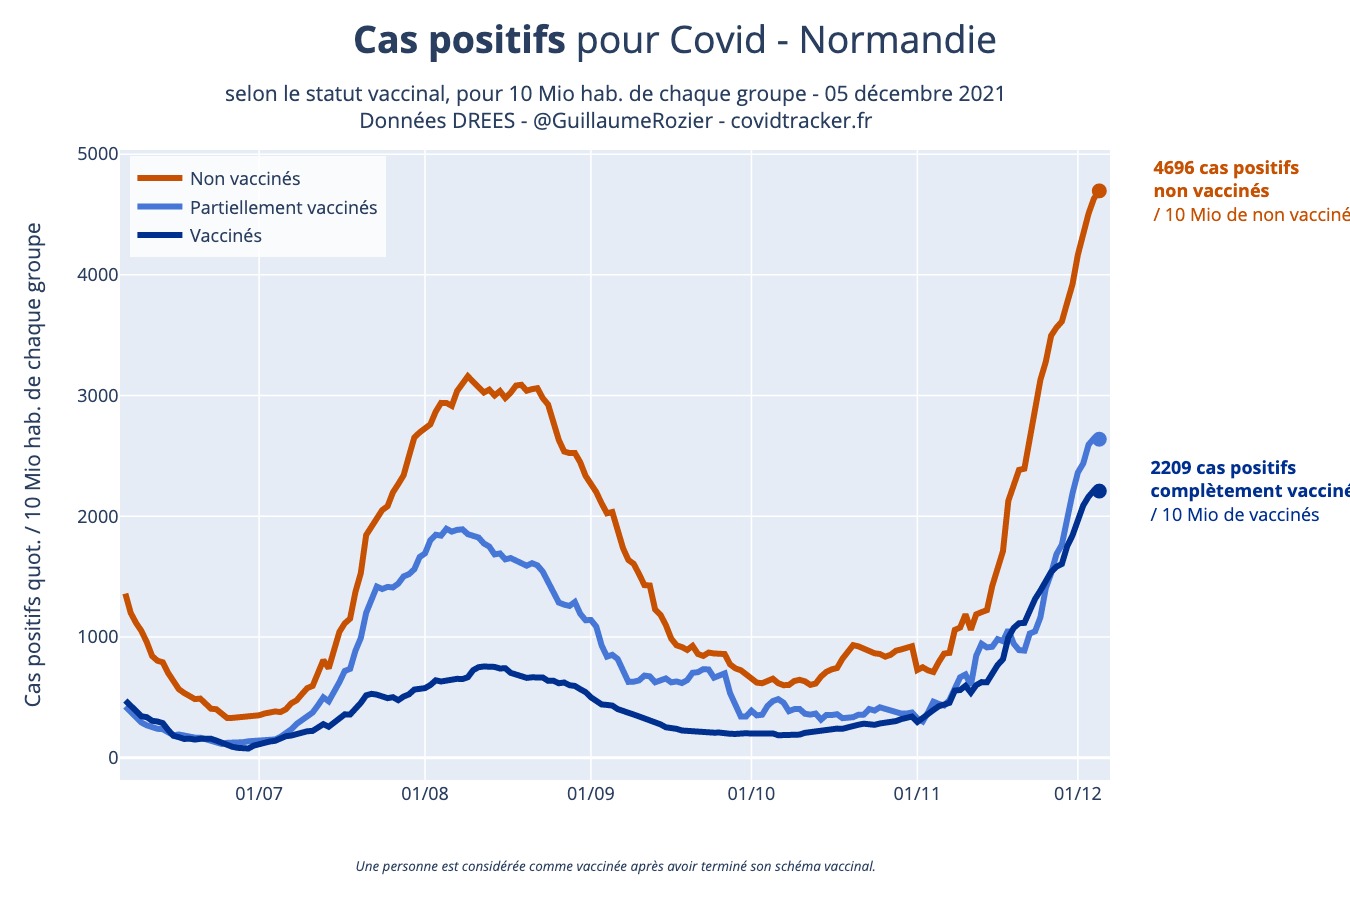 Cas positifs pour Covid - Normandie
selon le statut vaccinal, pour 10 Mio hab. de chaque groupe - 05 décembre 2021
Données DREES - @GuillaumeRozier - covidtracker.fr
Cas positifs quot. / 10 Mio hab. de chaque groupe
5000
4000
3000
2000
1000
0
Non vaccinés
Partiellement vaccinés
Vaccinés
4696 cas positifs
non vaccinés
/ 10 Mio de non vacciné
2209 cas positifs
complètement vacciné
/ 10 Mio de vaccinés
01/07
01/08
01/09
01/10
01/11
01/12
Une personne est considérée comme vaccinée après avoir terminé son schéma vaccinal.